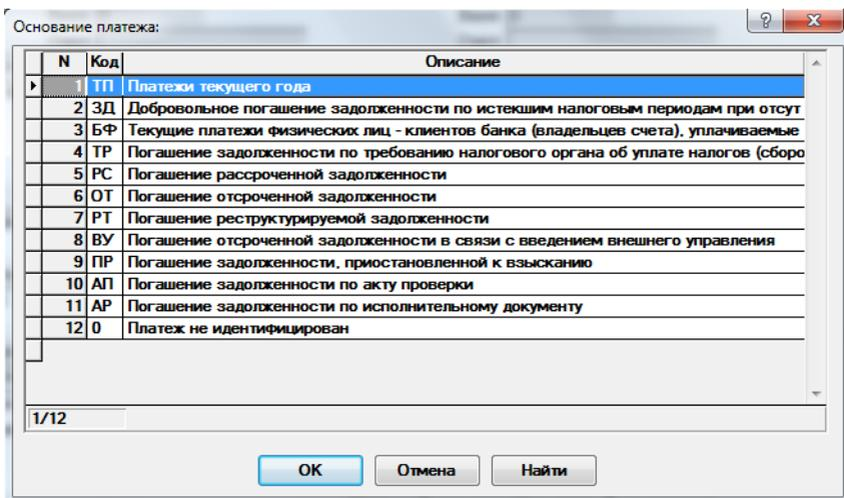 Основание платежа:
N Код Описание
1 ТП Платежи текущего года
2 ЗД Добровольное погашение задолженности по истекшим налоговым периодам при отсут
3 БФ Текущие платежи физических лиц - клиентов банка (владельцев счета), уплачиваемые
4 ТР Погашение задолженности по требованию налогового органа об уплате налогов (сборо
5 РС Погашение рассроченной задолженности
6 ОТ Погашение отсроченной задолженности
7 РТ Погашение реструктурируемой задолженности
8 ВУ Погашение отсроченной задолженности в связи с введением внешнего управления
9 ПР Погашение задолженности, приостановленной к взысканию
10 АП Погашение задолженности по акту проверки
11 АР Погашение задолженности по исполнительному документу
12 0 Платеж не идентифицирован
1/12
OK Отмена Найти